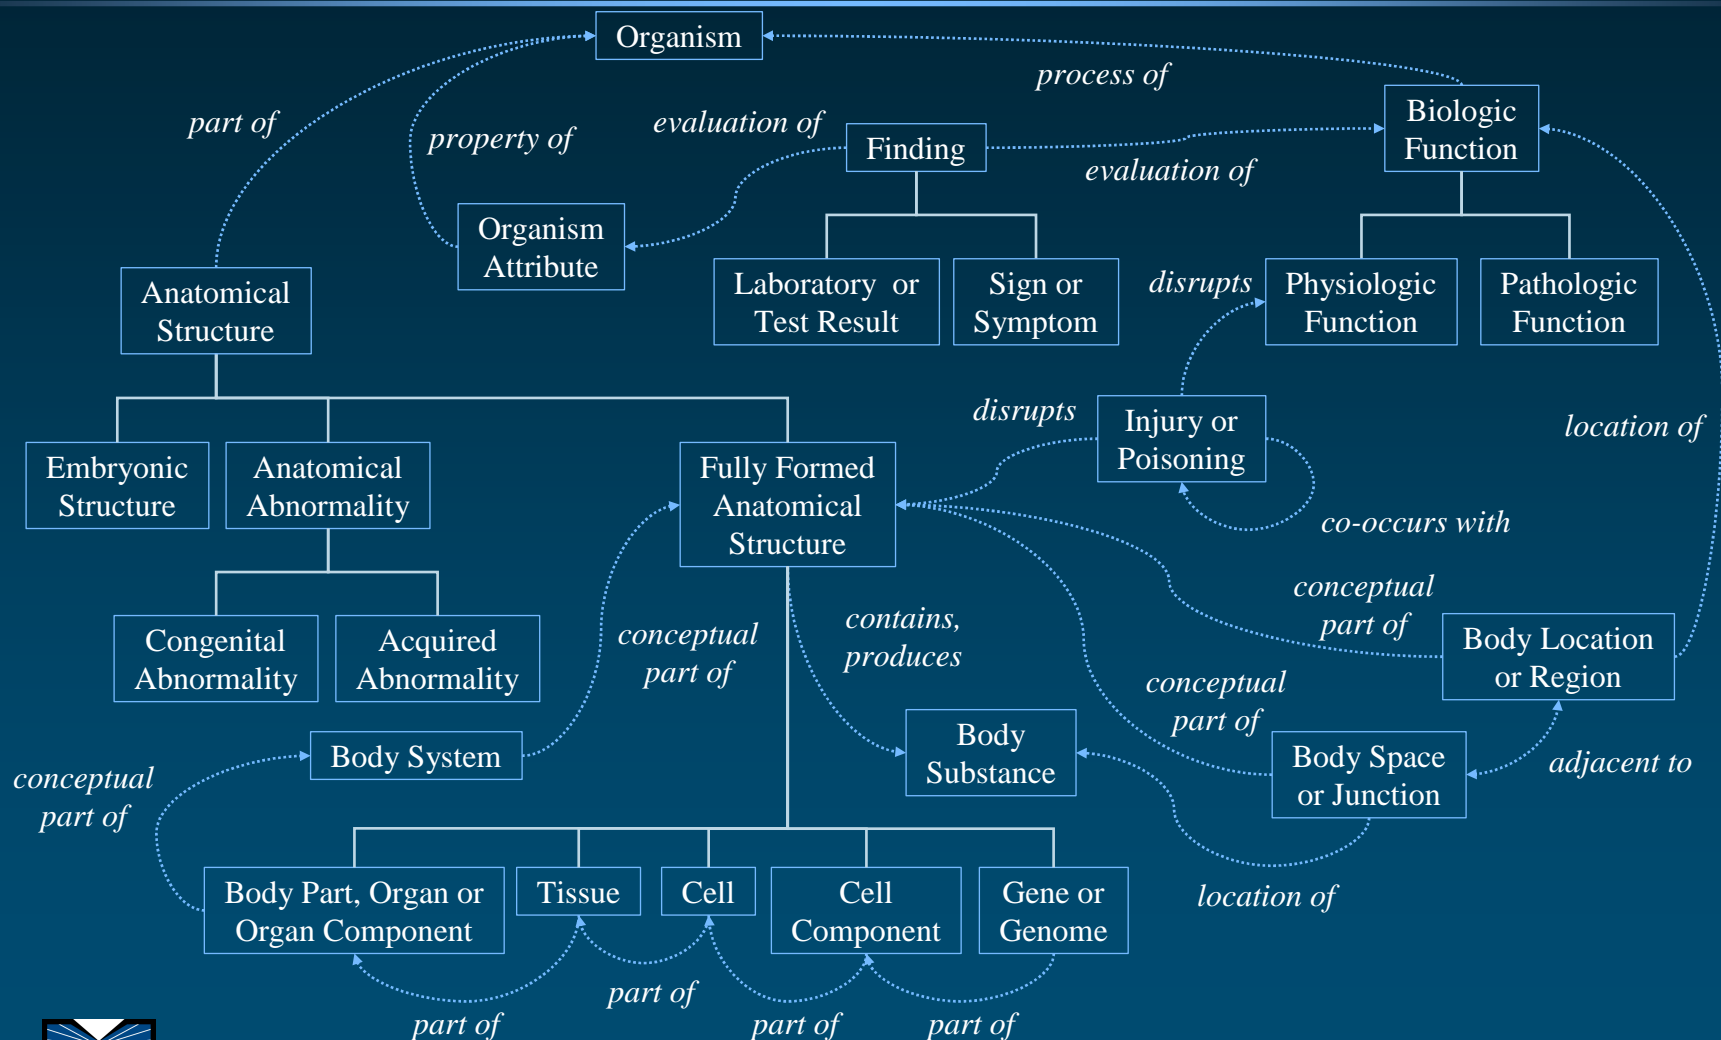 Organism
process of
Biologic
Function
part of
property of
evaluation of
Finding
evaluation of
Organism
Attribute
Anatomical
Structure
Laboratory or
Test Result
Sign or
Symptom
disrupts
Physiologic
Function
Pathologic
Function
disrupts
Injury or
Poisoning
location of
Embryonic
Structure
Anatomical
Abnormality
Fully Formed
Anatomical
Structure
co-occurs with
conceptual
part of
Congenital
Abnormality
Acquired
Abnormality
conceptual
part of
contains,
produces
Body Location
or Region
conceptual
part of
Body System
Body
Substance
Body Space
or Junction
adjacent to
conceptual
part of
Body Part, Organ or
Organ Component
Tissue
Cell
Cell
Component
Gene or
Genome
location of
part of
part of
part of
part of